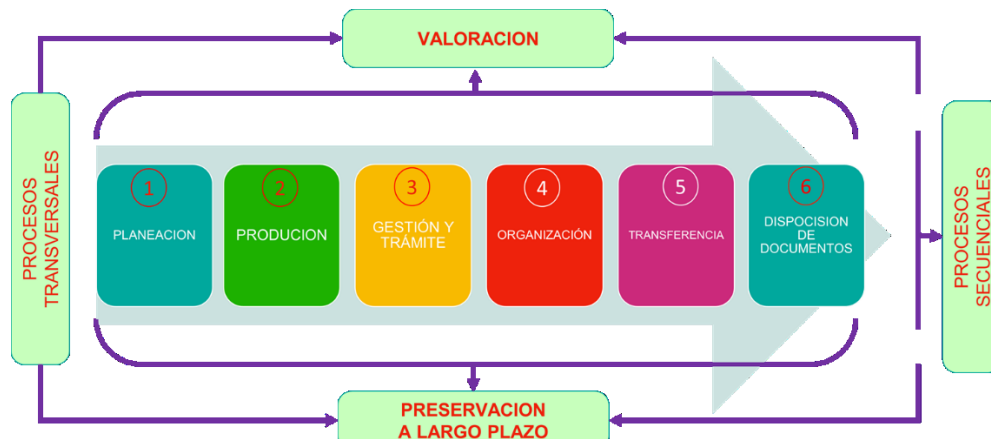 VALORACION
PROCESOS
TRANSVERSALES
1
PLANEACION
2
PRODUCION
3
GESTIÓN Y
TRÁMITE
4
ORGANIZACIÓN
5
TRANSFERENCIA
6
DISPOCISION
DE
DOCUMENTOS
PROCESOS
SECUENCIALES
PRESERVACION
A LARGO PLAZO